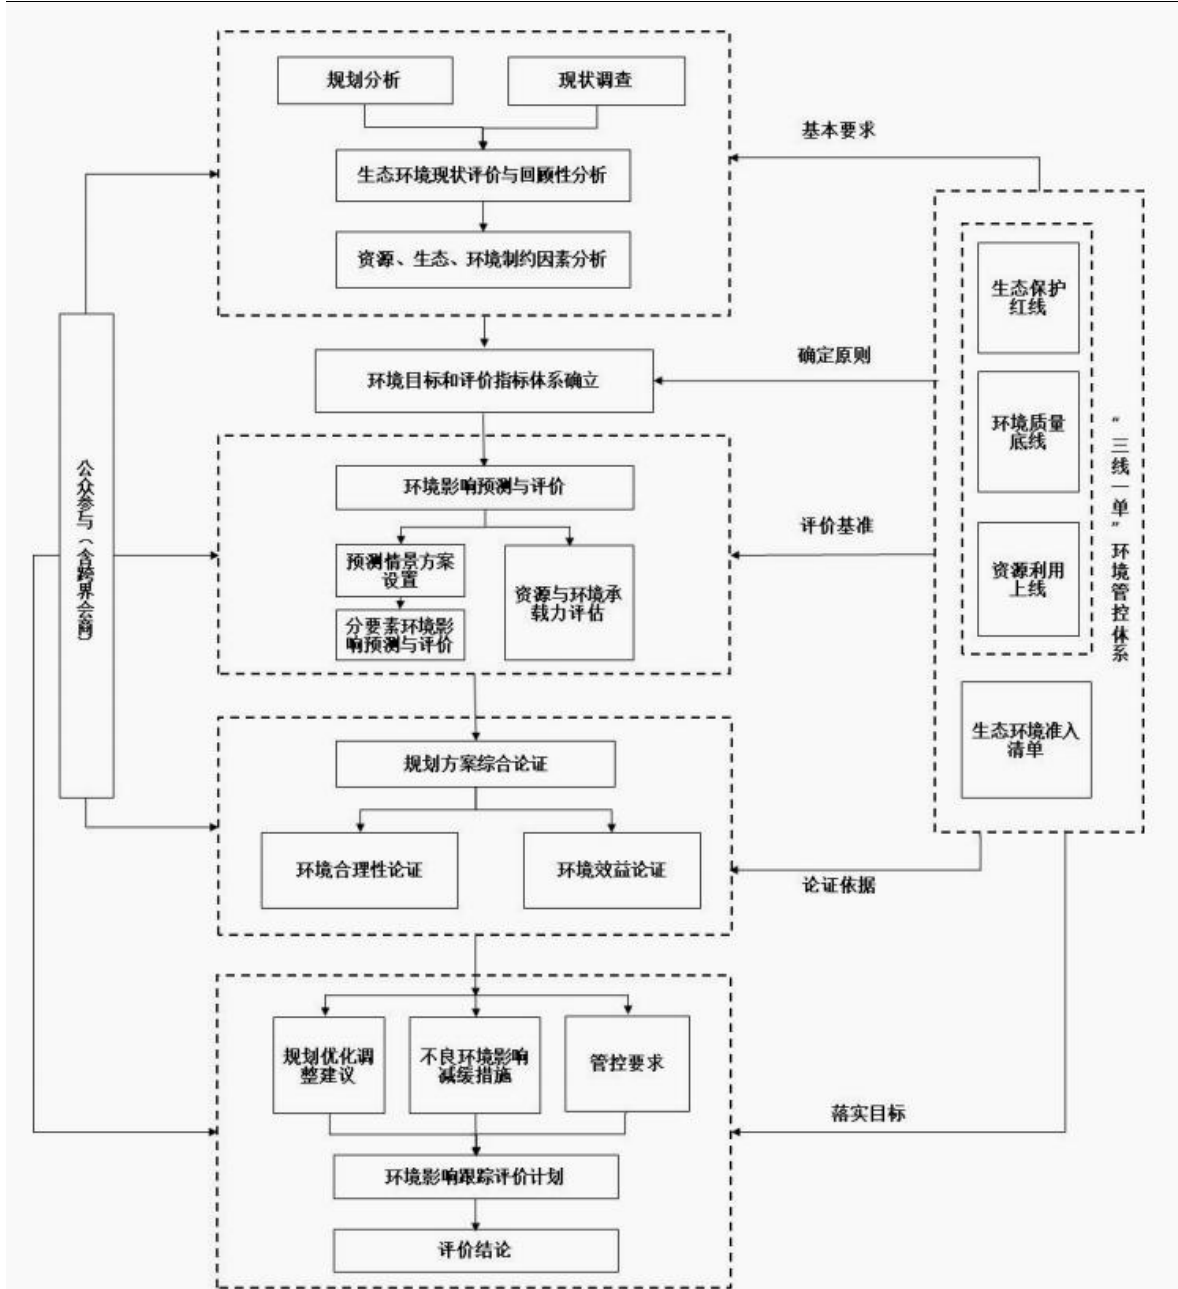 规划分析
现状调查
生态环境现状评价与回顾性分析
资源、生态、环境制约因素分析
基本要求
环境目标和评价指标体系确立
确定原则
环境影响预测与评价
预测情景方案
设置
分要素环境影
响预测与评价
资源与环境承
载力评估
评价基准
规划方案综合论证
环境合理性论证
环境效益论证
论证依据
规划优化调
整建议
不良环境影响
减缓措施
管控要求
环境影响跟踪评价计划
评价结论
落实目标
公众参与（含跨界会商）
生态保护
红线
环境质量
底线
资源利用
上线
生态环境准入
清单
“三线一单”环境管控体系